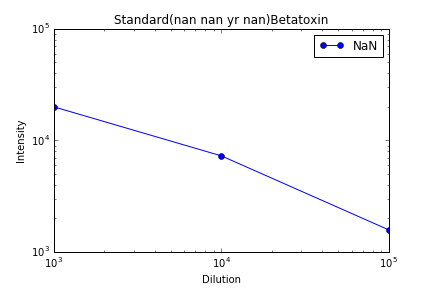 Standard(nan nan yr nan)Betatoxin
NaN
10^5
10^4
10^3
Intensity
10^3 10^4 10^5
Dilution